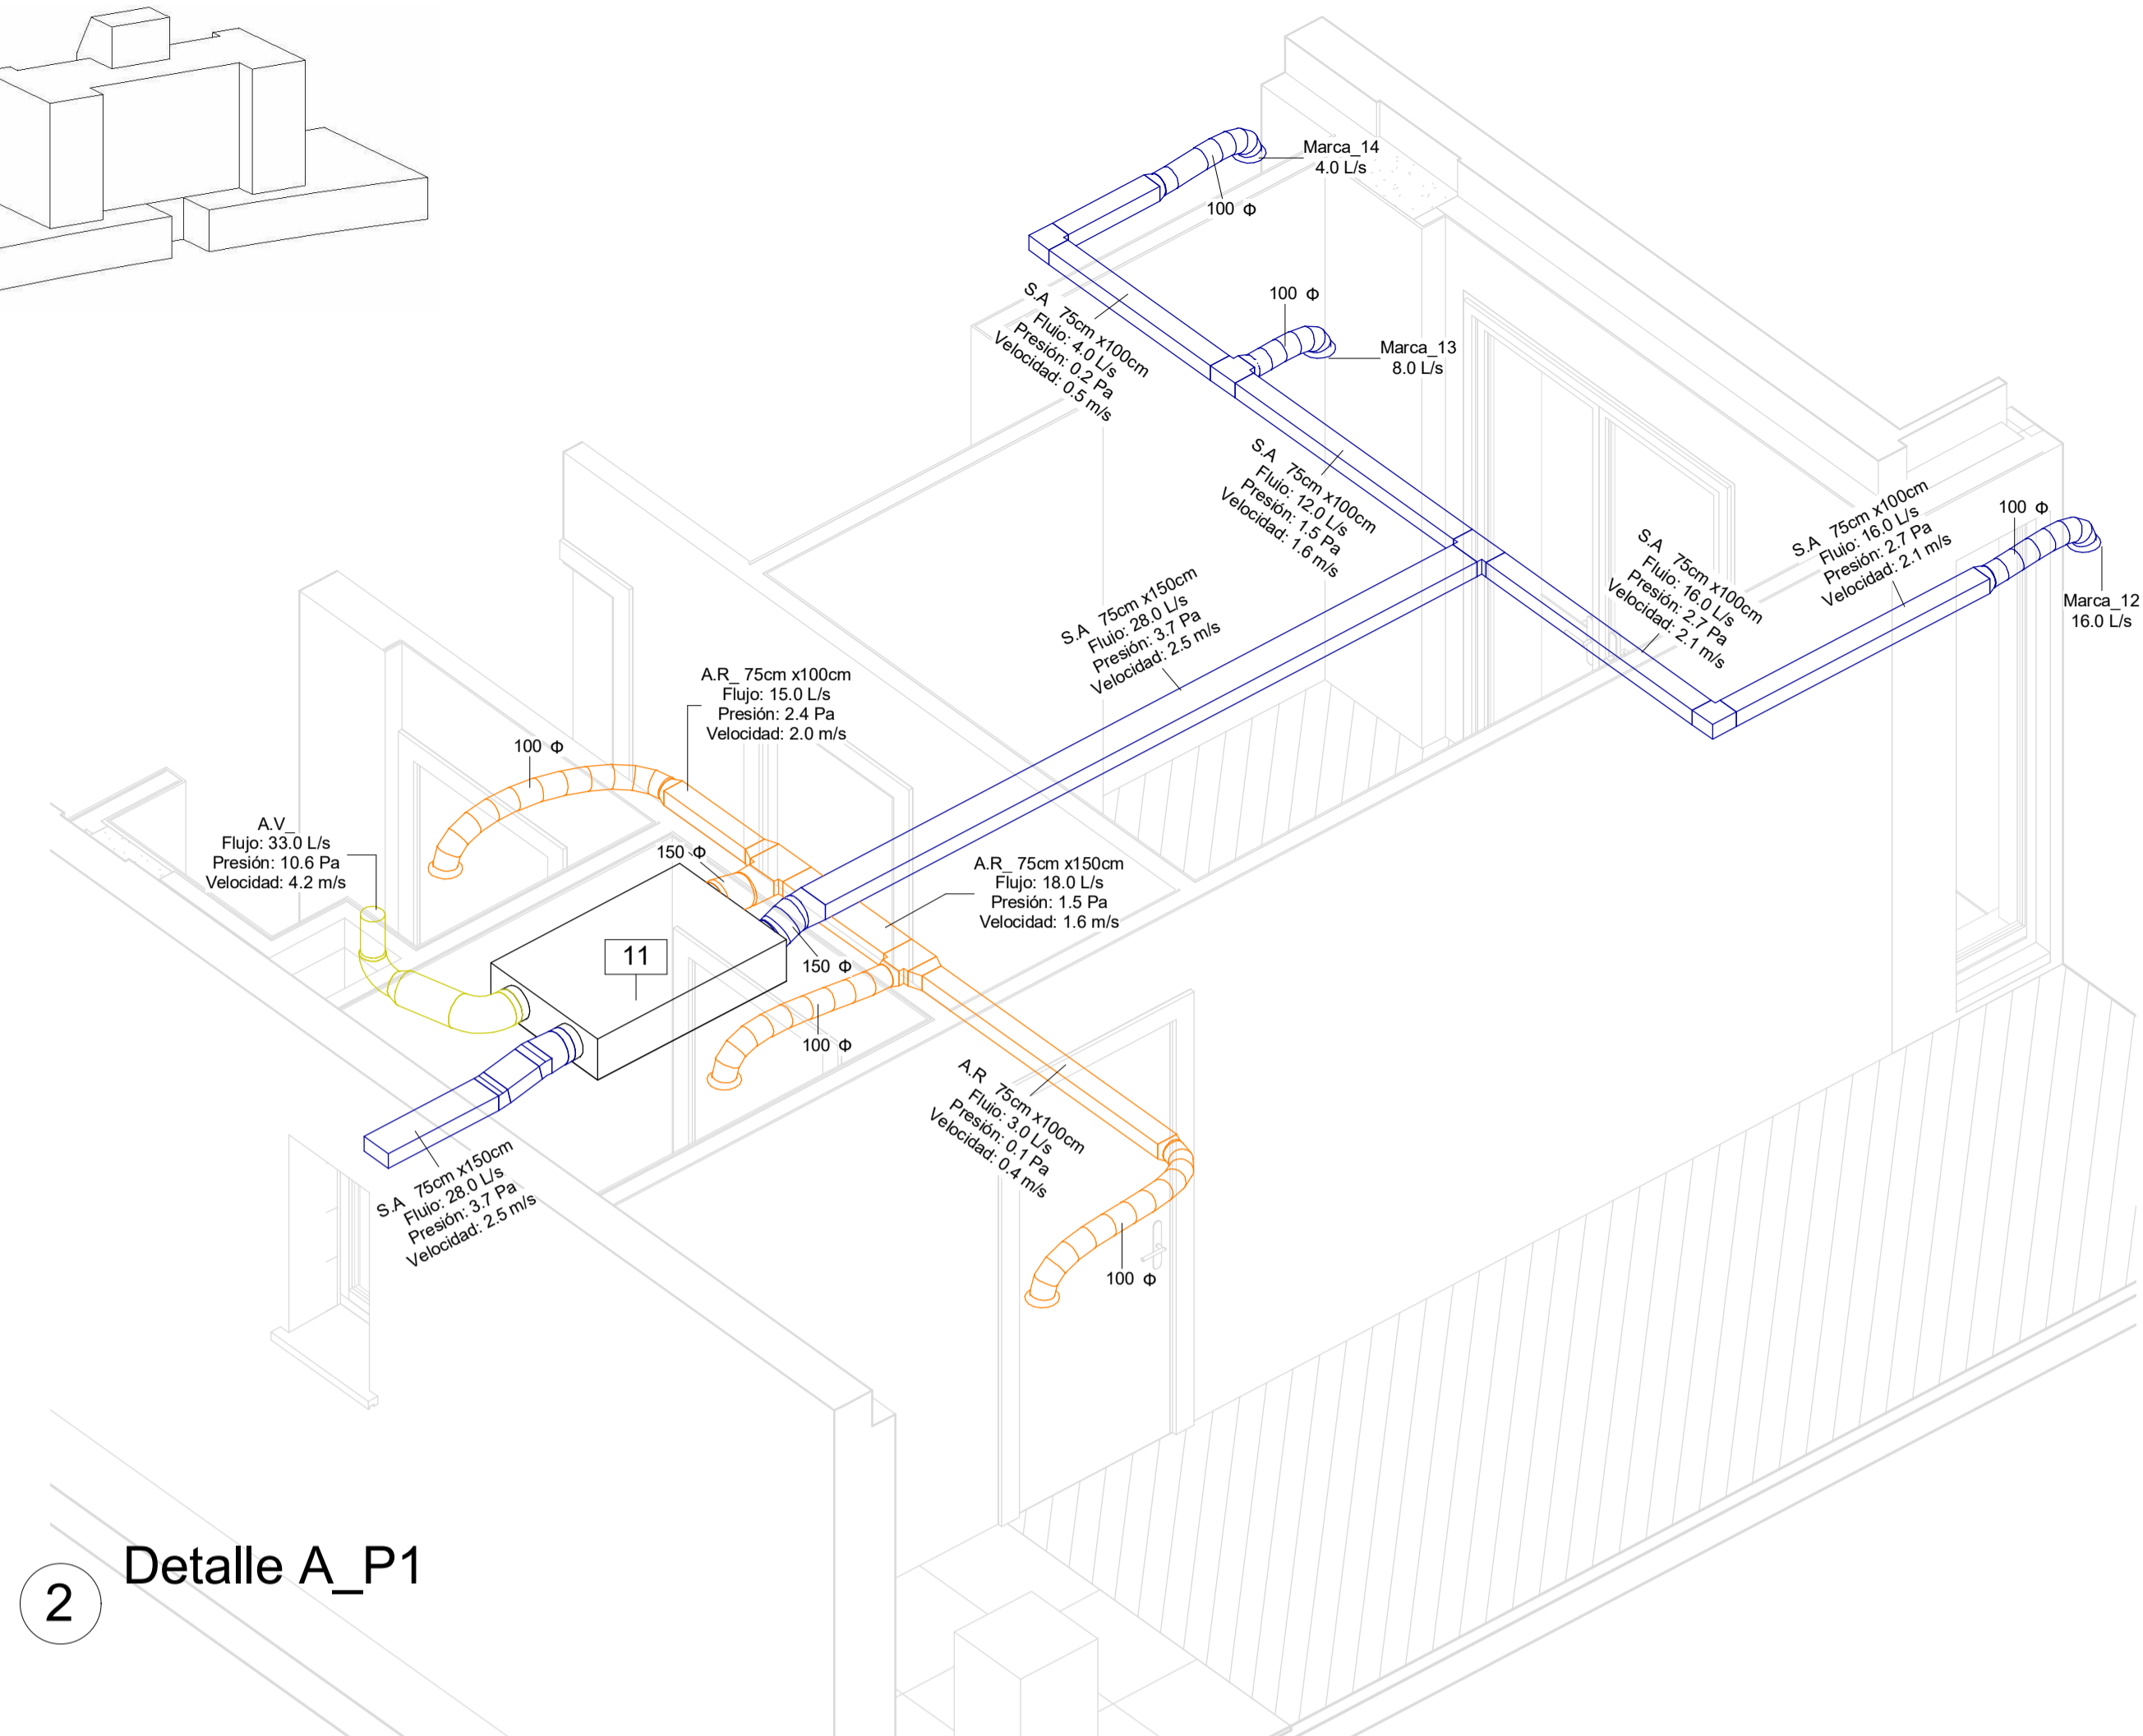 Marca_14
4.0 L/s
100 Φ
S.A 75cm x100cm
Flujo: 4.0 L/s
Presión: 0.2 Pa
Velocidad: 0.5 m/s
100 Φ
Marca_13
8.0 L/s
S.A 75cm x100cm
Flujo: 12.0 L/s
Presión: 1.5 Pa
Velocidad: 1.6 m/s
S.A 75cm x100cm
Flujo: 16.0 L/s
Presión: 2.7 Pa
Velocidad: 2.1 m/s
S.A 75cm x100cm
Flujo: 16.0 L/s
Presión: 2.7 Pa
Velocidad: 2.1 m/s
100 Φ
Marca_12
16.0 L/s
S.A 75cm x150cm
Flujo: 28.0 L/s
Presión: 3.7 Pa
Velocidad: 2.5 m/s
A.R_ 75cm x100cm
Flujo: 15.0 L/s
Presión: 2.4 Pa
Velocidad: 2.0 m/s
100 Φ
A.V_
Flujo: 33.0 L/s
Presión: 10.6 Pa
Velocidad: 4.2 m/s
150 Φ
A.R_ 75cm x150cm
Flujo: 18.0 L/s
Presión: 1.5 Pa
Velocidad: 1.6 m/s
11
150 Φ
100 Φ
A.R 75cm x100cm
Flujo: 3.0 L/s
Presión: 0.1 Pa
Velocidad: 0.4 m/s
S.A 75cm x150cm
Flujo: 28.0 L/s
Presión: 3.7 Pa
Velocidad: 2.5 m/s
100 Φ
2
Detalle A_P1